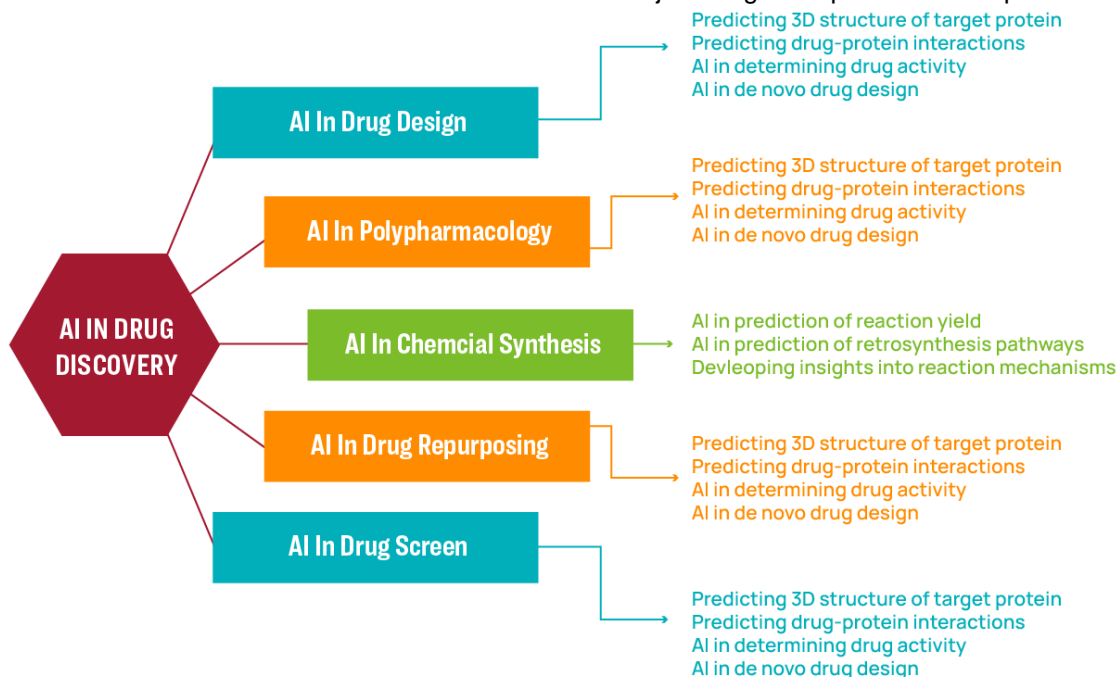 Predicting 3D structure of target protein
Predicting drug-protein interactions
AI in determining drug activity
AI in de novo drug design
AI In Drug Design
Predicting 3D structure of target protein
Predicting drug-protein interactions
AI in determining drug activity
AI in de novo drug design
AI In Polypharmacology
AI IN DRUG
DISCOVERY
AI In Chemcial Synthesis
AI in prediction of reaction yield
AI in prediction of retrosynthesis pathways
Devleoping insights into reaction mechanisms
AI In Drug Repurposing
Predicting 3D structure of target protein
Predicting drug-protein interactions
AI in determining drug activity
AI in de novo drug design
AI In Drug Screen
Predicting 3D structure of target protein
Predicting drug-protein interactions
AI in determining drug activity
AI in de novo drug design